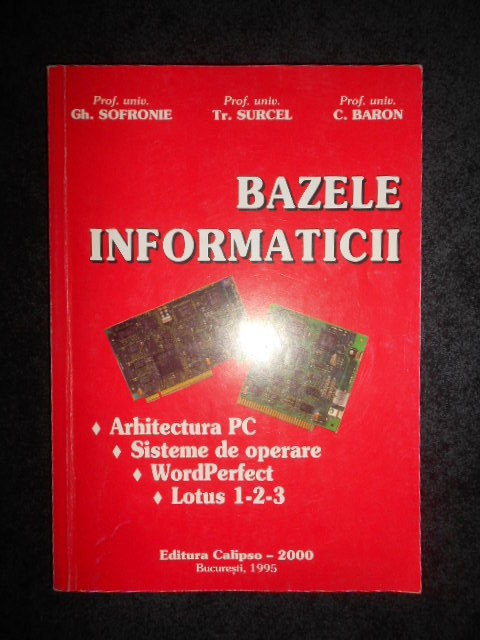 Prof. univ. Prof. univ. Prof. univ.
Gh. SOFRONIE Tr. SURCEL C. BARON
BAZELE
INFORMATICII
♦ Arhitectura PC
♦ Sisteme de operare
♦ WordPerfect
♦ Lotus 1-2-3
Editura Calipso - 2000
București, 1995